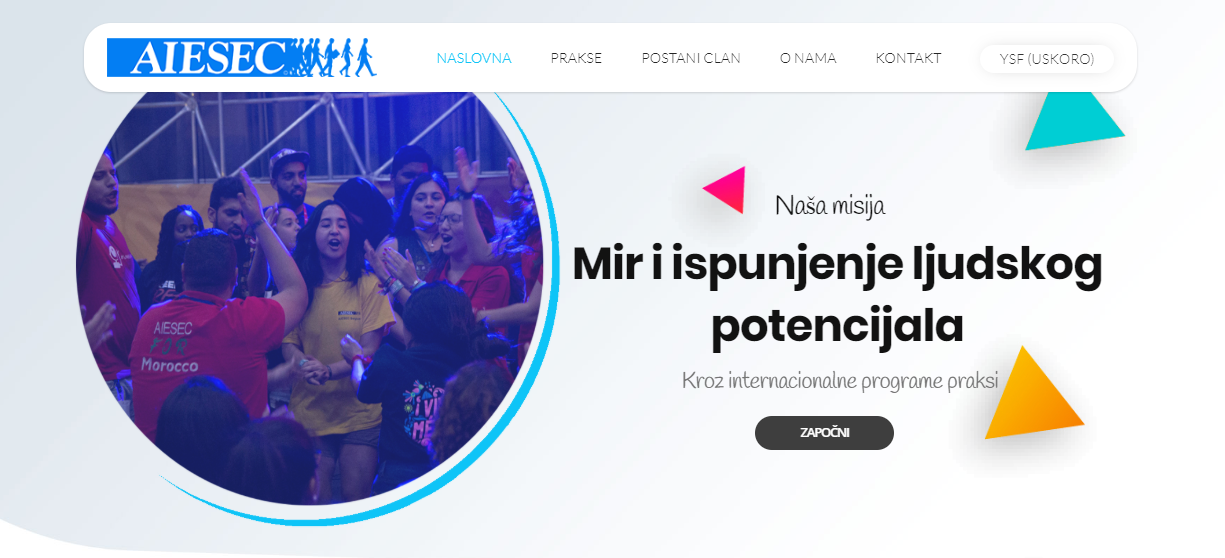 AIESEC
NASLOVNA
PRAKSE
POSTANI CLAN
O NAMA
KONTAKT
YSF (USKORO)
Naša misija
Mir i ispunjenje ljudskog
potencijala
Kroz internacionalne programe praksi
ZAPOČNI
AIESEC
FOR
Morocco